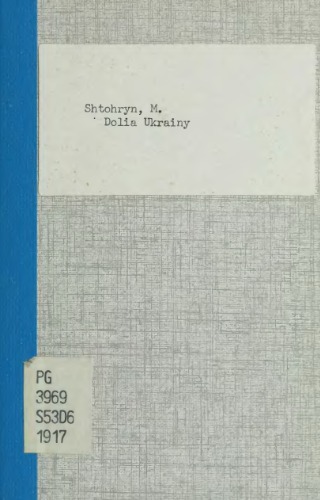 Shtohryn, M.
Dolia Ukrainy
PG
3969
S53D6
1917